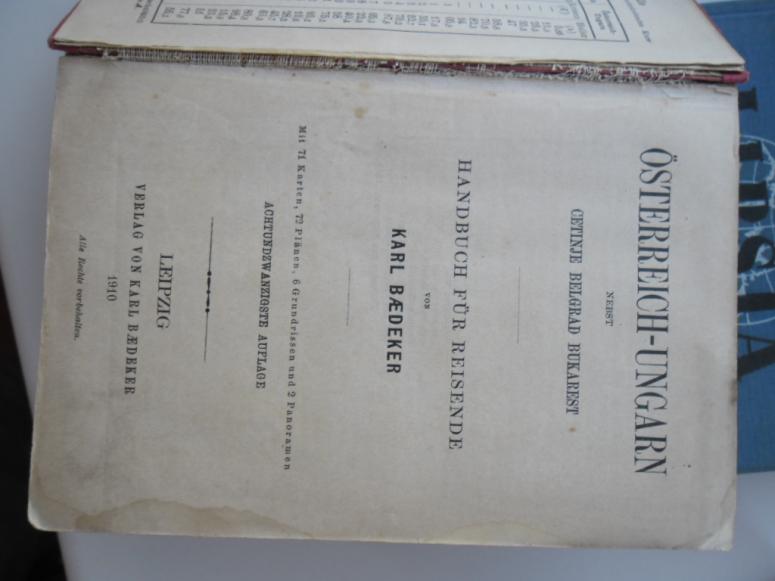 ÖSTERREICH-UNGARN
NEBST
CETINJE BELGRAD BUKAREST
HANDBUCH FÜR REISENDE
VON
KARL BÆDEKER
Mit 71 Karten, 72 Plänen, 6 Grundrissen und 2 Panoramen
ACHTUNDZWANZIGSTE AUFLAGE
LEIPZIG
VERLAG VON KARL BÆDEKER
1910
Alle Rechte vorbehalten.